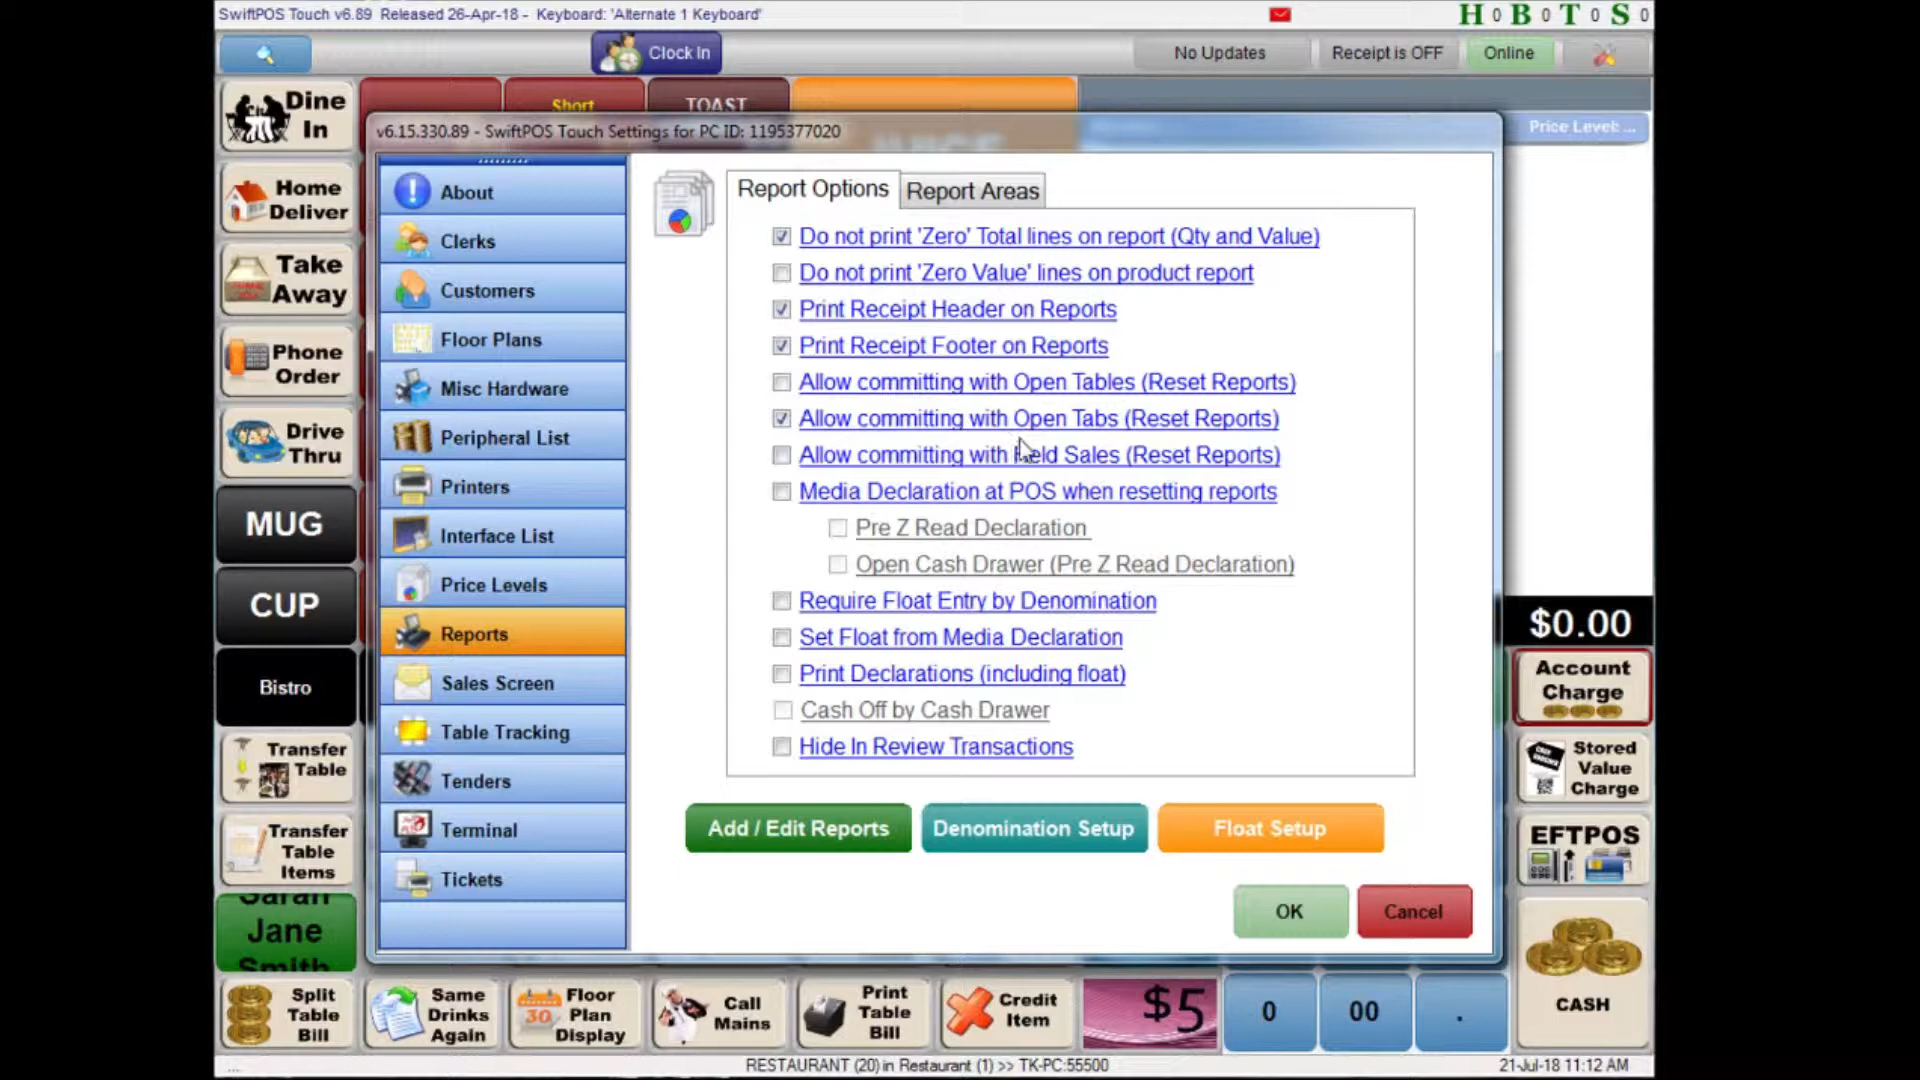 SwiftPOS Touch v6.89 Released 26-Apr-18 - Keyboard: 'Alternate 1 Keyboard'
H 0 B 0 T 0 S 0
Clock In
No Updates
Receipt is OFF
Online
Dine In
Short
TOAST
v6.15.330.89 - SwiftPOS Touch Settings for PC ID: 1195377020
Price Level: ...
Home Deliver
Take Away
Phone Order
Drive Thru
MUG
CUP
Bistro
Transfer Table
Transfer Table Items
Sarah Jane Smith
About
Clerks
Customers
Floor Plans
Misc Hardware
Peripheral List
Printers
Interface List
Price Levels
Reports
Sales Screen
Table Tracking
Tenders
Terminal
Tickets
Report Options
Report Areas
Do not print 'Zero' Total lines on report (Qty and Value)
Do not print 'Zero Value' lines on product report
Print Receipt Header on Reports
Print Receipt Footer on Reports
Allow committing with Open Tables (Reset Reports)
Allow committing with Open Tabs (Reset Reports)
Allow committing with Held Sales (Reset Reports)
Media Declaration at POS when resetting reports
Pre Z Read Declaration
Open Cash Drawer (Pre Z Read Declaration)
Require Float Entry by Denomination
Set Float from Media Declaration
Print Declarations (including float)
Cash Off by Cash Drawer
Hide In Review Transactions
Add / Edit Reports
Denomination Setup
Float Setup
OK
Cancel
$0.00
Account Charge
Stored Value Charge
EFTPOS
CASH
Split Table Bill
Same Drinks Again
30
Floor Plan Display
Call Mains
Print Table Bill
Credit Item
$5
0
00
.
...
RESTAURANT (20) in Restaurant (1) >> TK-PC:55500
21-Jul-18 11:12 AM